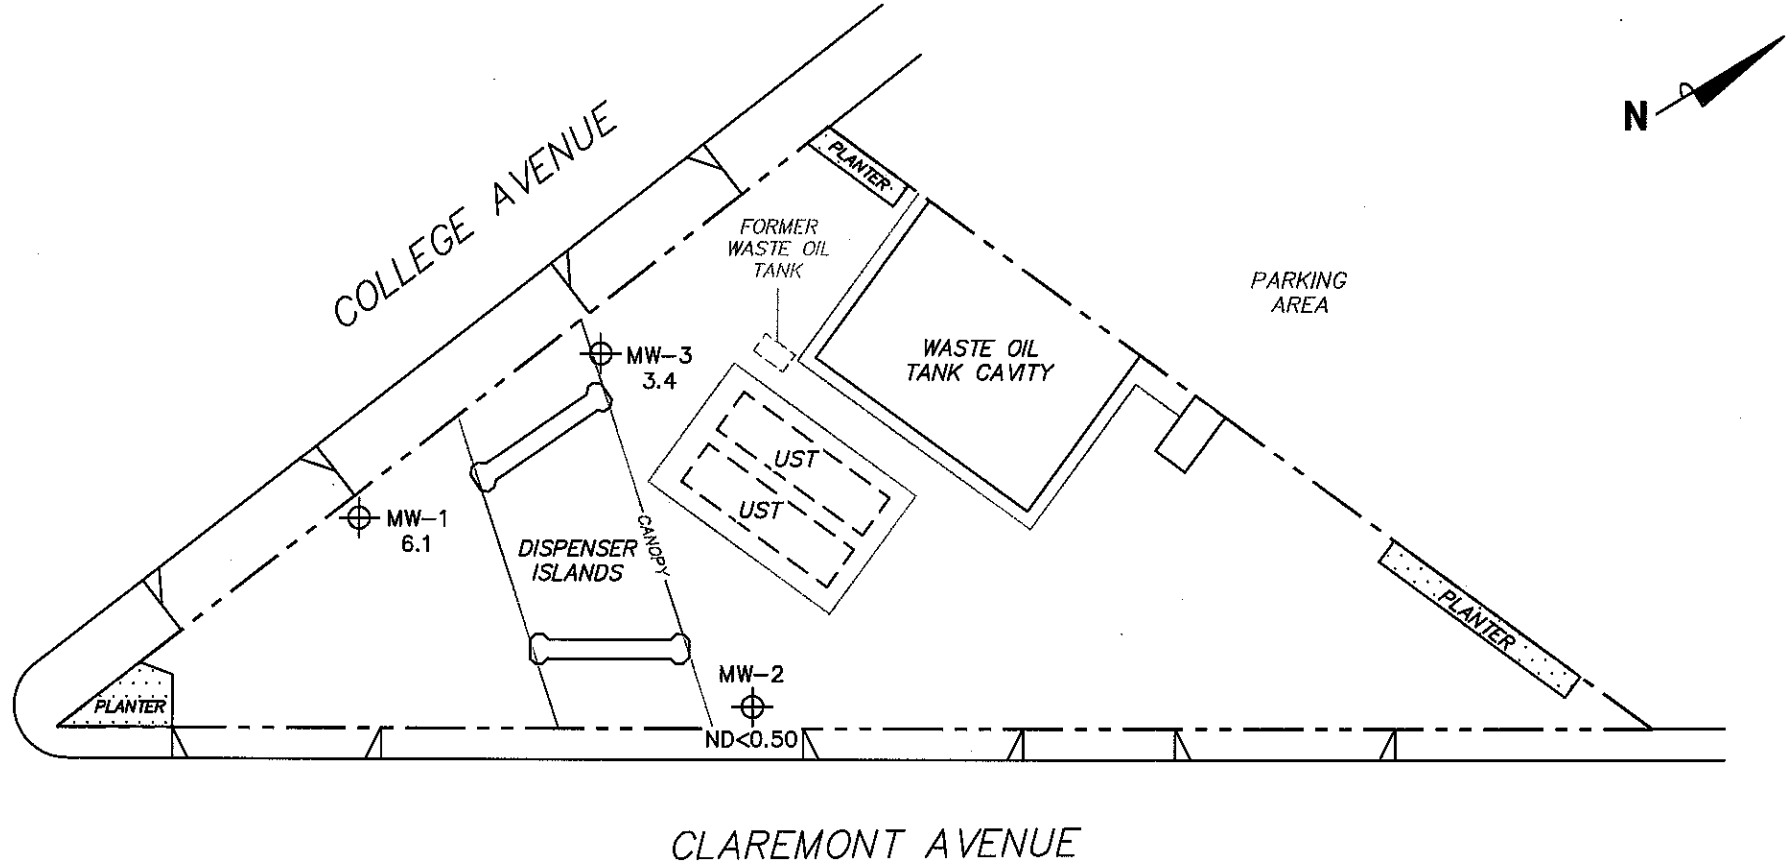 COLLEGE AVENUE
N
PLANTER
FORMER
WASTE OIL
TANK
PARKING
AREA
WASTE OIL
TANK CAVITY
MW-3
3.4
UST
UST
MW-1
6.1
CANOPY
DISPENSER
ISLANDS
PLANTER
MW-2
PLANTER
ND<0.50
CLAREMONT AVENUE